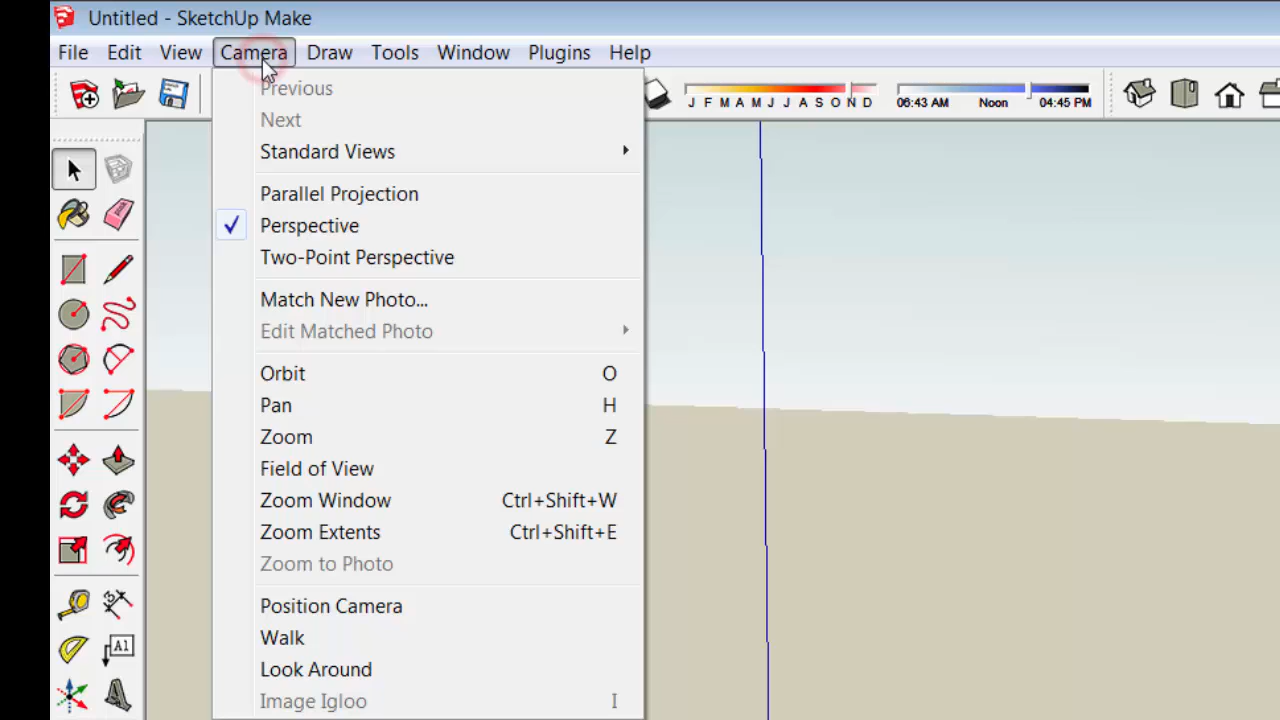 Untitled - SketchUp Make
File Edit View Camera Draw Tools Window Plugins Help
J F M A M J J A S O N D
06:43 AM Noon 04:45 PM
Previous
Next
Standard Views
Parallel Projection
Perspective
Two-Point Perspective
Match New Photo...
Edit Matched Photo
Orbit O
Pan H
Zoom Z
Field of View
Zoom Window Ctrl+Shift+W
Zoom Extents Ctrl+Shift+E
Zoom to Photo
Position Camera
Walk
Look Around
Image Igloo I
A1